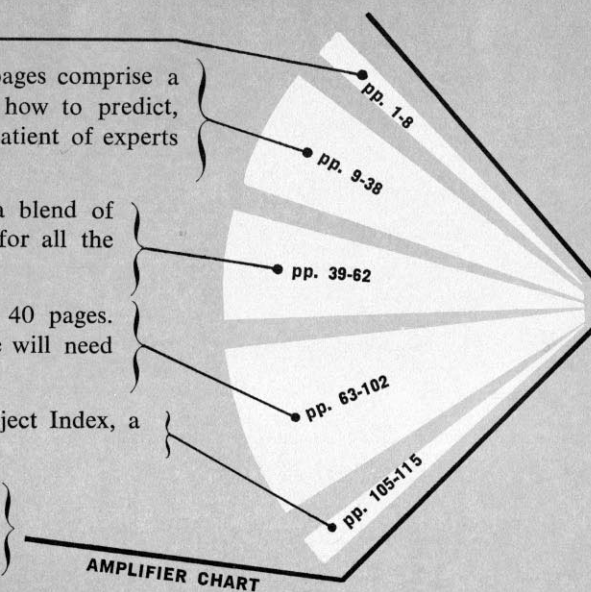 pages comprise a
how to predict,
patient of experts
a blend of
for all the
40 pages.
will need
ject Index, a
pp. 1-8
pp. 9-38
pp. 39-62
pp. 63-102
pp. 105-115
AMPLIFIER CHART